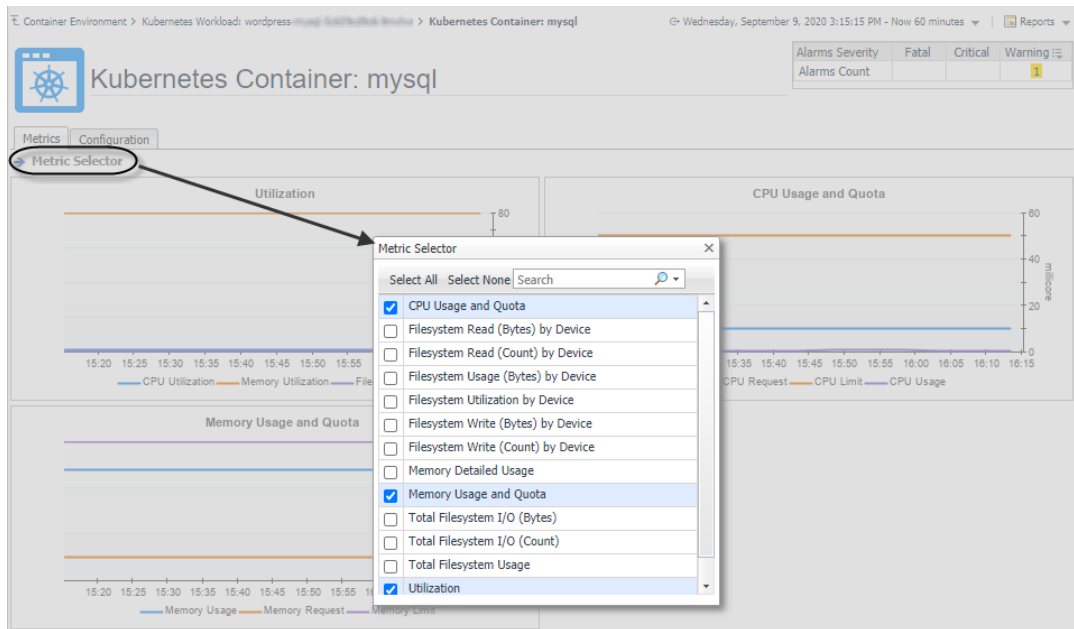 Container Environment > Kubernetes Workload: wordpress > Kubernetes Container: mysql
Wednesday, September 9, 2020 3:15:15 PM - Now 60 minutes | Reports
Alarms Severity Fatal Critical Warning
Alarms Count 1
Kubernetes Container: mysql
Metrics Configuration
Metric Selector
Utilization
80
CPU Usage and Quota
60
40
20
0
millicore
Metric Selector
Select All Select None Search
CPU Usage and Quota
Filesystem Read (Bytes) by Device
Filesystem Read (Count) by Device
Filesystem Usage (Bytes) by Device
Filesystem Utilization by Device
Filesystem Write (Bytes) by Device
Filesystem Write (Count) by Device
Memory Detailed Usage
Memory Usage and Quota
Total Filesystem I/O (Bytes)
Total Filesystem I/O (Count)
Total Filesystem Usage
Utilization
15:20 15:25 15:30 15:35 15:40 15:45 15:50 15:55
CPU Utilization Memory Utilization File
15:35 15:40 15:45 15:50 15:55 16:00 16:05 16:10 16:15
CPU Request CPU Limit CPU Usage
Memory Usage and Quota
15:20 15:25 15:30 15:35 15:40 15:45 15:50 15:55
Memory Usage Memory Request Memory Limit